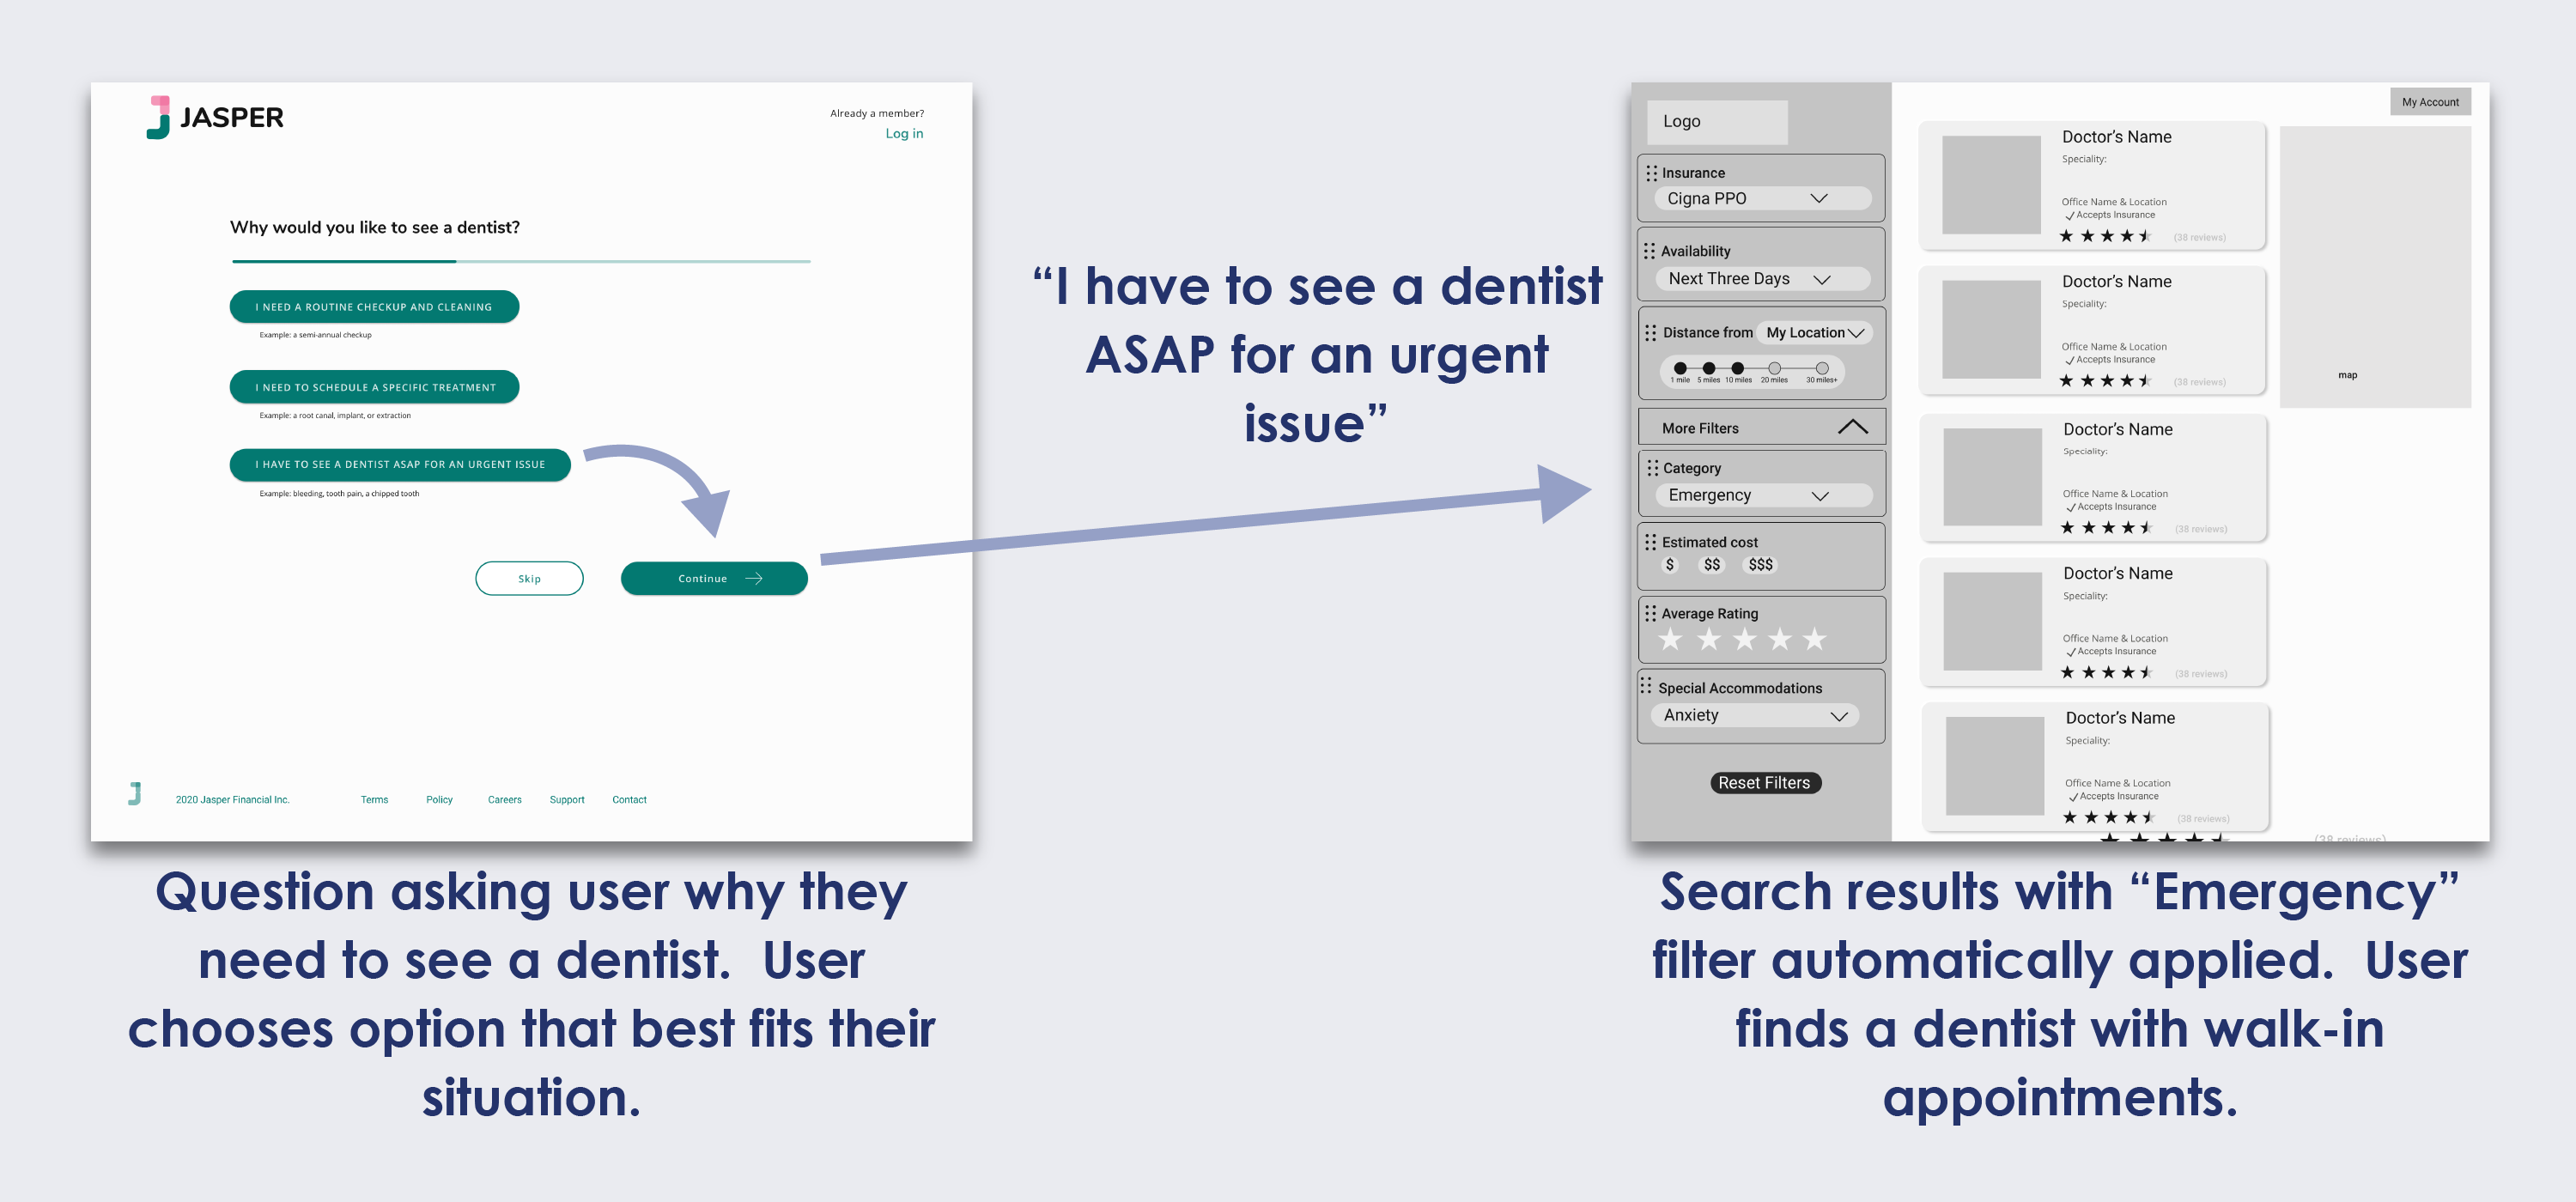 JASPER
Already a member?
Log in
Why would you like to see a dentist?
I NEED A ROUTINE CHECKUP AND CLEANING
Example: a semi-annual checkup
I NEED TO SCHEDULE A SPECIFIC TREATMENT
Example: a root canal, implant, or extraction
I HAVE TO SEE A DENTIST ASAP FOR AN URGENT ISSUE
Example: bleeding, tooth pain, a chipped tooth
Skip
Continue
2020 Jasper Financial Inc. Terms Policy Careers Support Contact
Question asking user why they
need to see a dentist. User
chooses option that best fits their
situation.
“I have to see a dentist
ASAP for an urgent
issue”
Logo
Insurance
Cigna PPO
Availability
Next Three Days
Distance from My Location
1 mile 5 miles 10 miles 20 miles 30 miles+
More Filters
Category
Emergency
Estimated cost
$ $$ $$$
Average Rating
Special Accommodations
Anxiety
Reset Filters
My Account
Doctor’s Name
Speciality:
Office Name & Location
Accepts Insurance
(38 reviews)
Doctor’s Name
Speciality:
Office Name & Location
Accepts Insurance
(38 reviews)
Doctor’s Name
Speciality:
Office Name & Location
Accepts Insurance
(38 reviews)
Doctor’s Name
Speciality:
Office Name & Location
Accepts Insurance
(38 reviews)
Doctor’s Name
Speciality:
Office Name & Location
Accepts Insurance
(38 reviews)
(38 reviews)
map
Search results with “Emergency”
filter automatically applied. User
finds a dentist with walk-in
appointments.